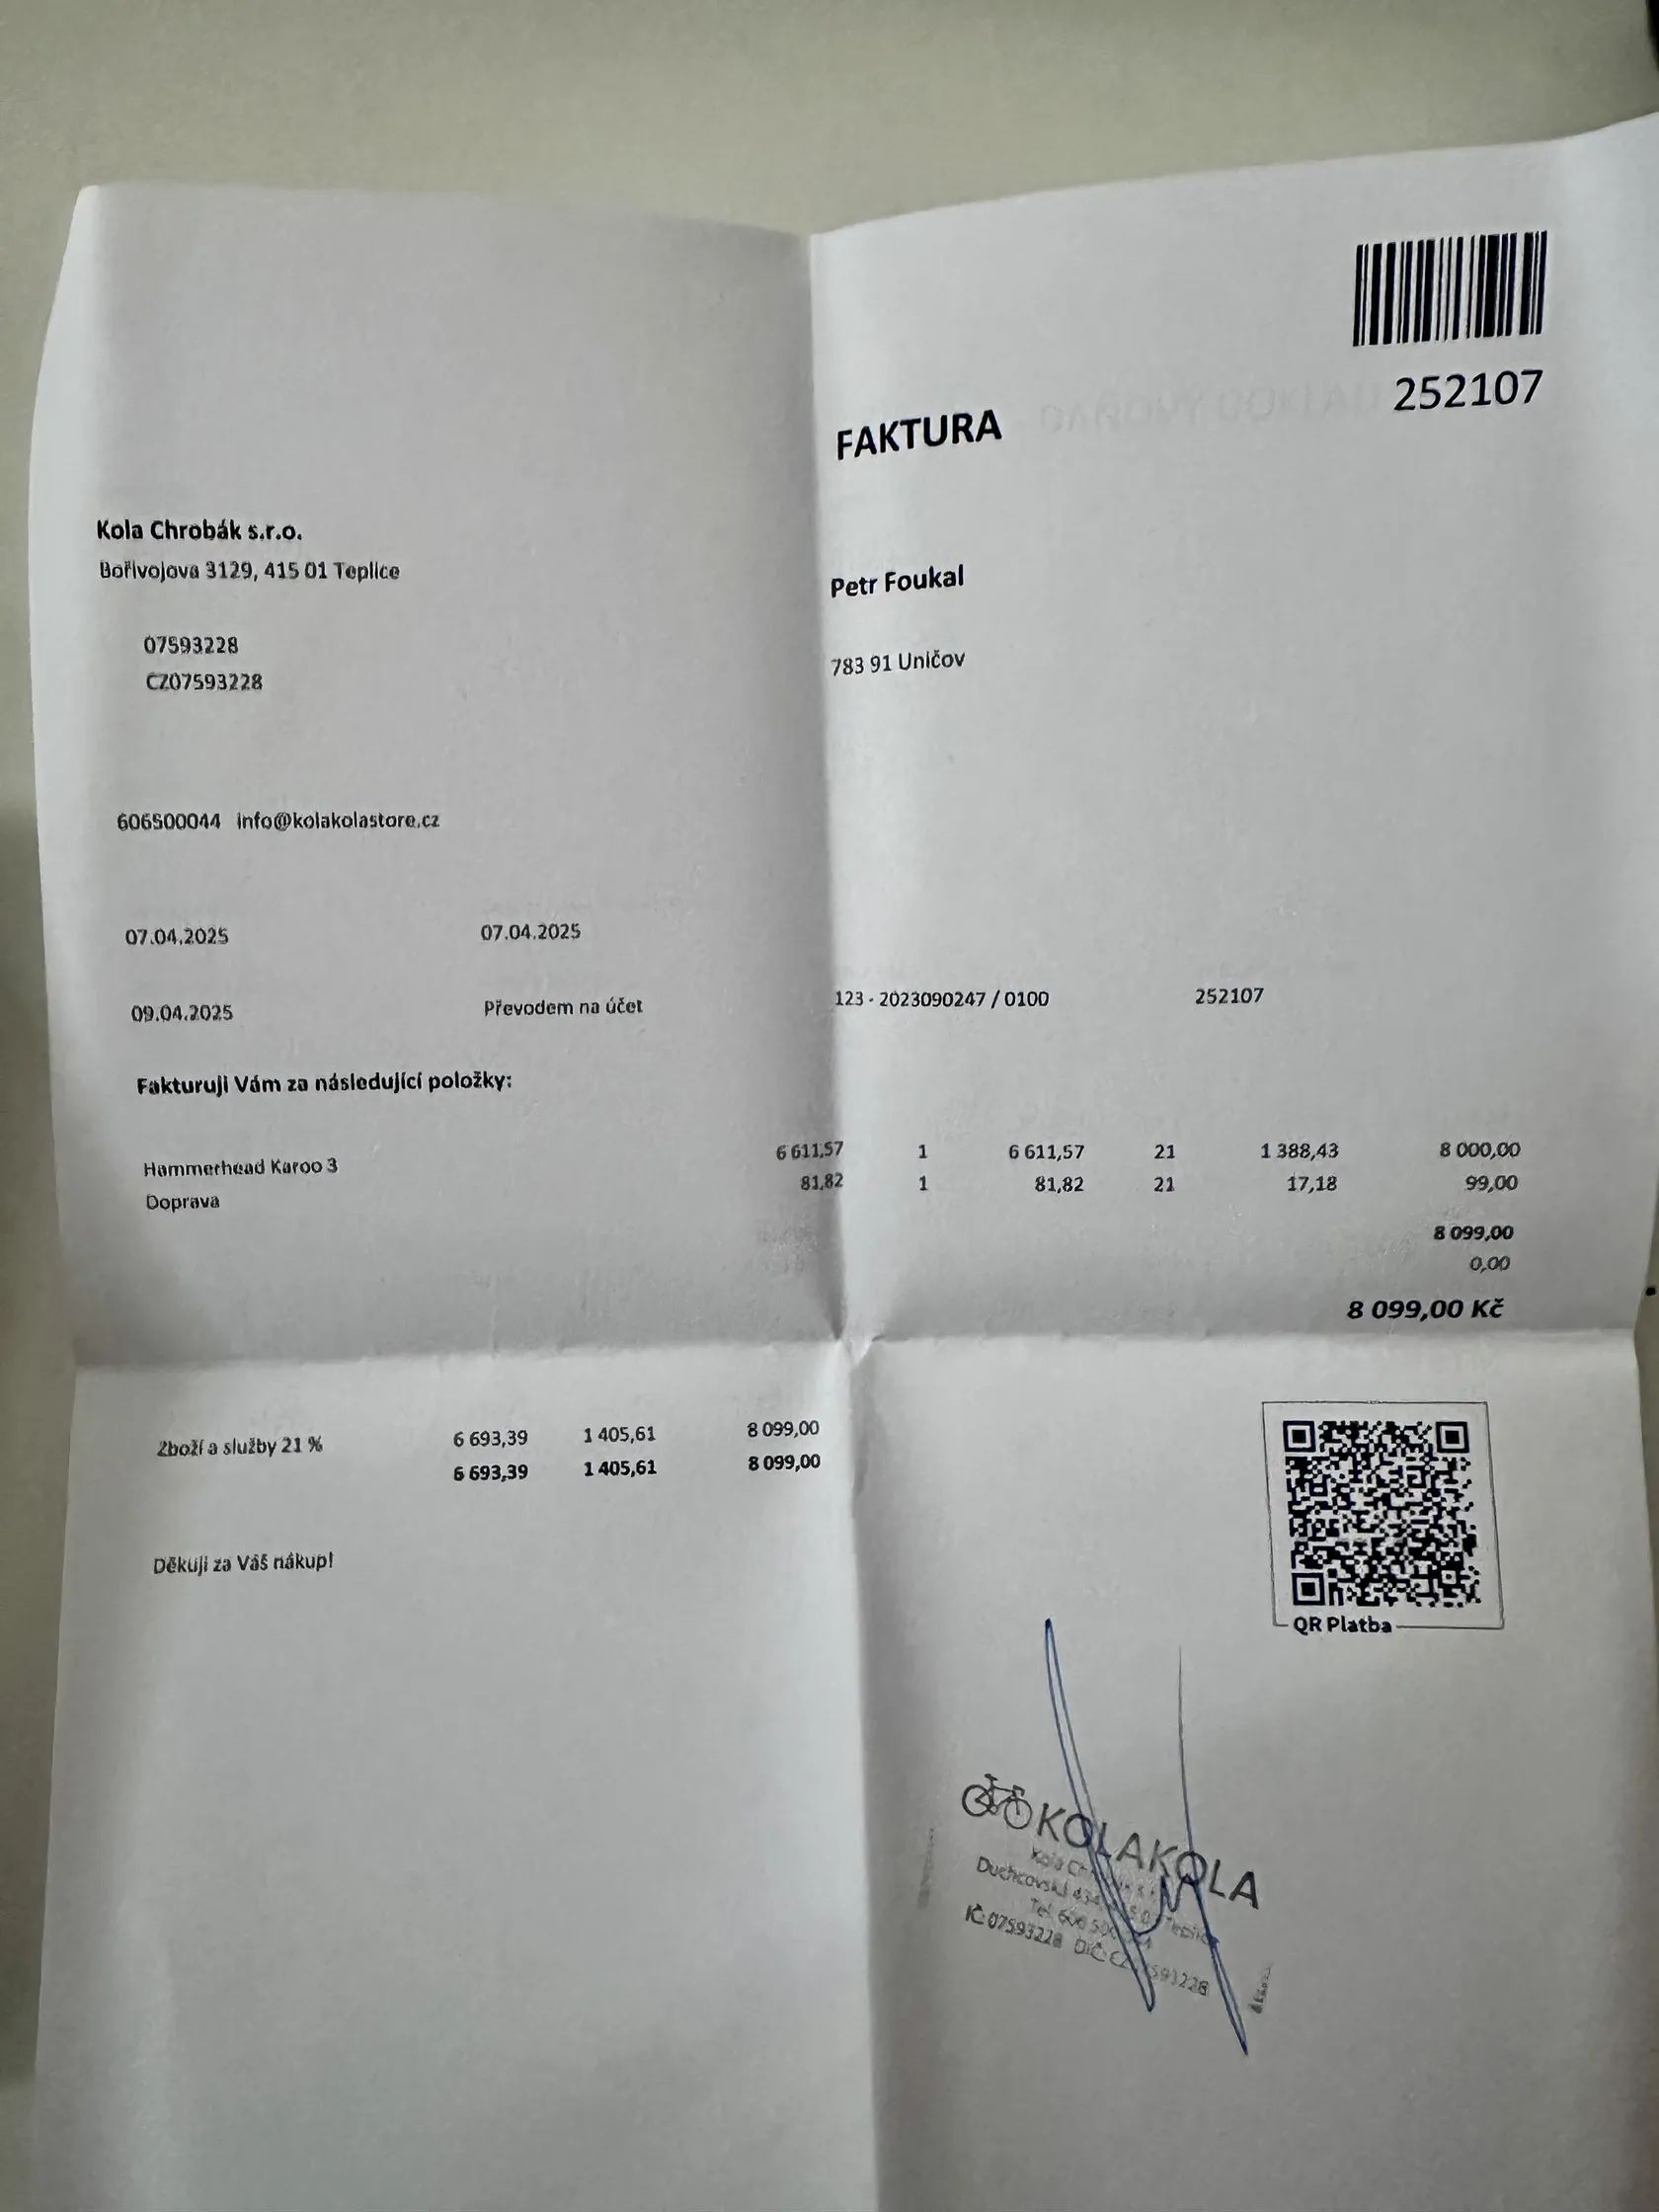 252107
FAKTURA
Kola Chrobák s.r.o.
Bořivojova 3129, 415 01 Teplice
Petr Foukal
07593228
783 91 Uničov
CZ07593228
606500044 info@kolakolastore.cz
07.04.2025 07.04.2025
09.04.2025 Převodem na účet 123 - 2023090247 / 0100 252107
Fakturuji Vám za následující položky:
Hammerhead Karoo 3 6 611,57 1 6 611,57 21 1 388,43 8 000,00
Doprava 81,82 1 81,82 21 17,18 99,00
8 099,00
0,00
8 099,00 Kč
Zboží a služby 21 % 6 693,39 1 405,61 8 099,00
6 693,39 1 405,61 8 099,00
Děkuji za Váš nákup!
QR Platba
KOLAKOLA
Kola
Duchcovská Teplice
Tel.
IČ: 07593228 DIČ: